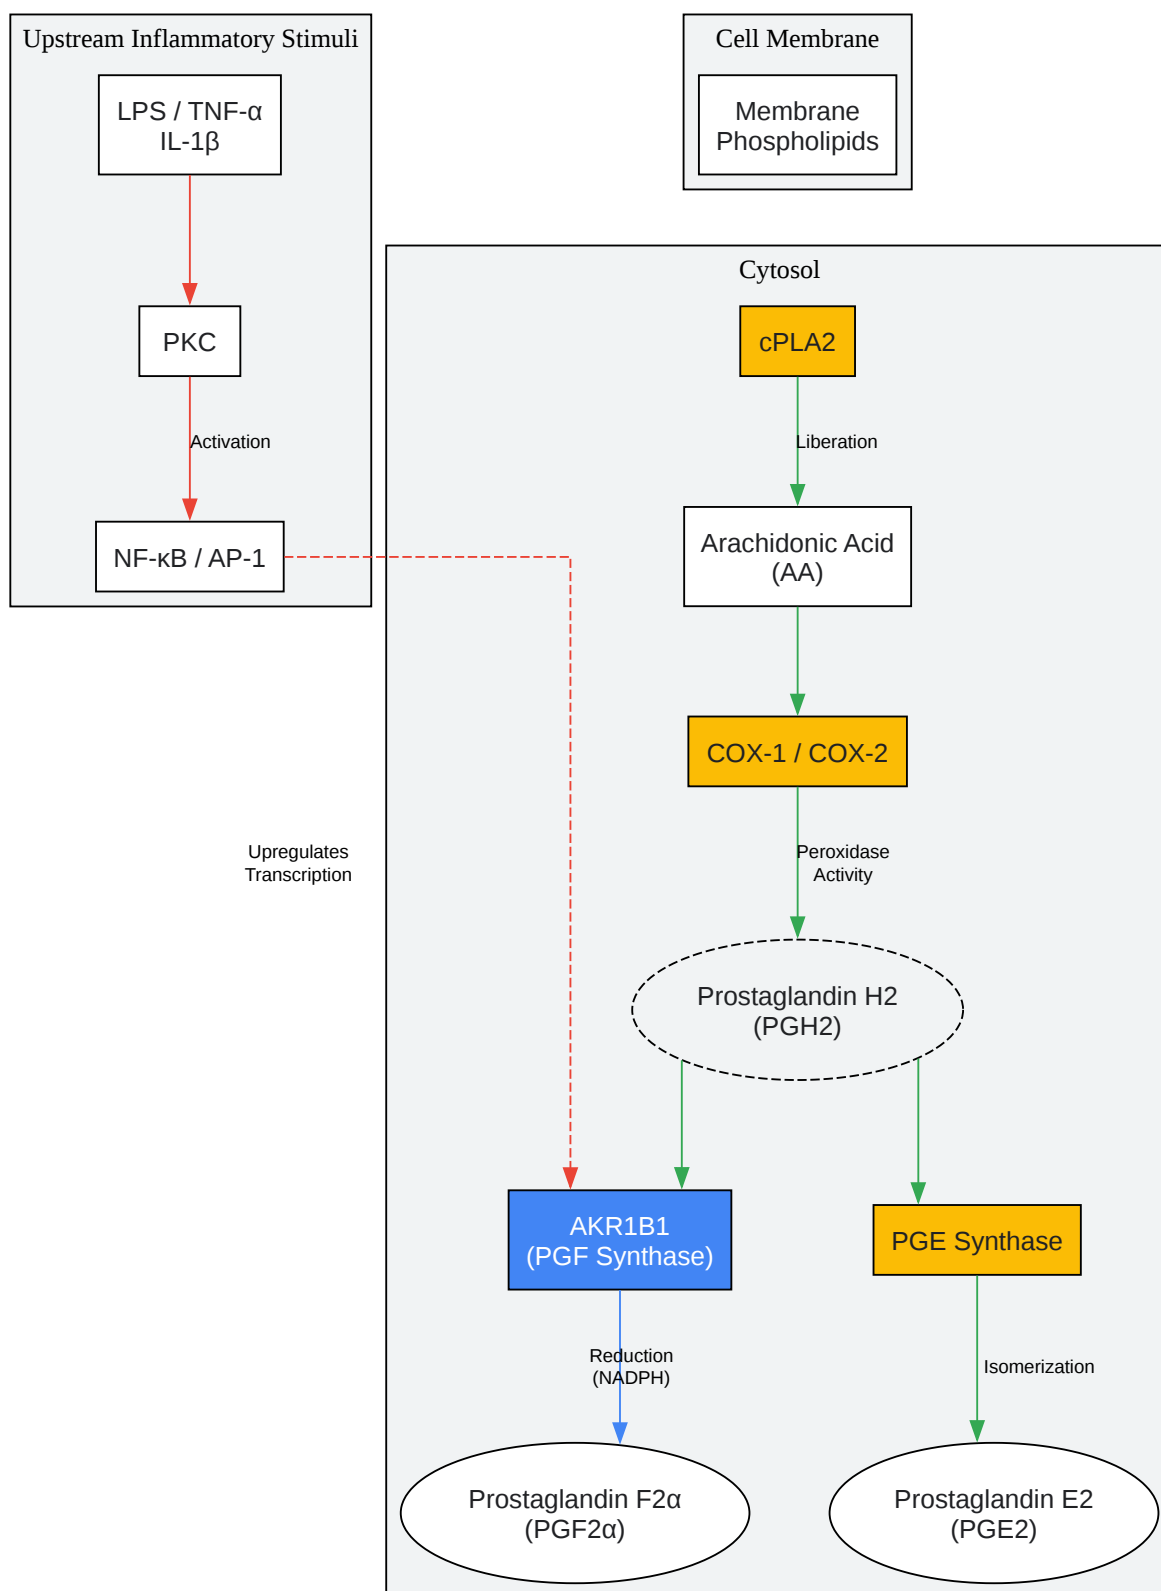 Upstream Inflammatory Stimuli
LPS / TNF-α
IL-1β
PKC
Activation
NF-κB / AP-1
Upregulates
Transcription
Cell Membrane
Membrane
Phospholipids
Cytosol
cPLA2
Liberation
Arachidonic Acid
(AA)
COX-1 / COX-2
Peroxidase
Activity
Prostaglandin H2
(PGH2)
AKR1B1
(PGF Synthase)
PGE Synthase
Reduction
(NADPH)
Isomerization
Prostaglandin F2α
(PGF2α)
Prostaglandin E2
(PGE2)